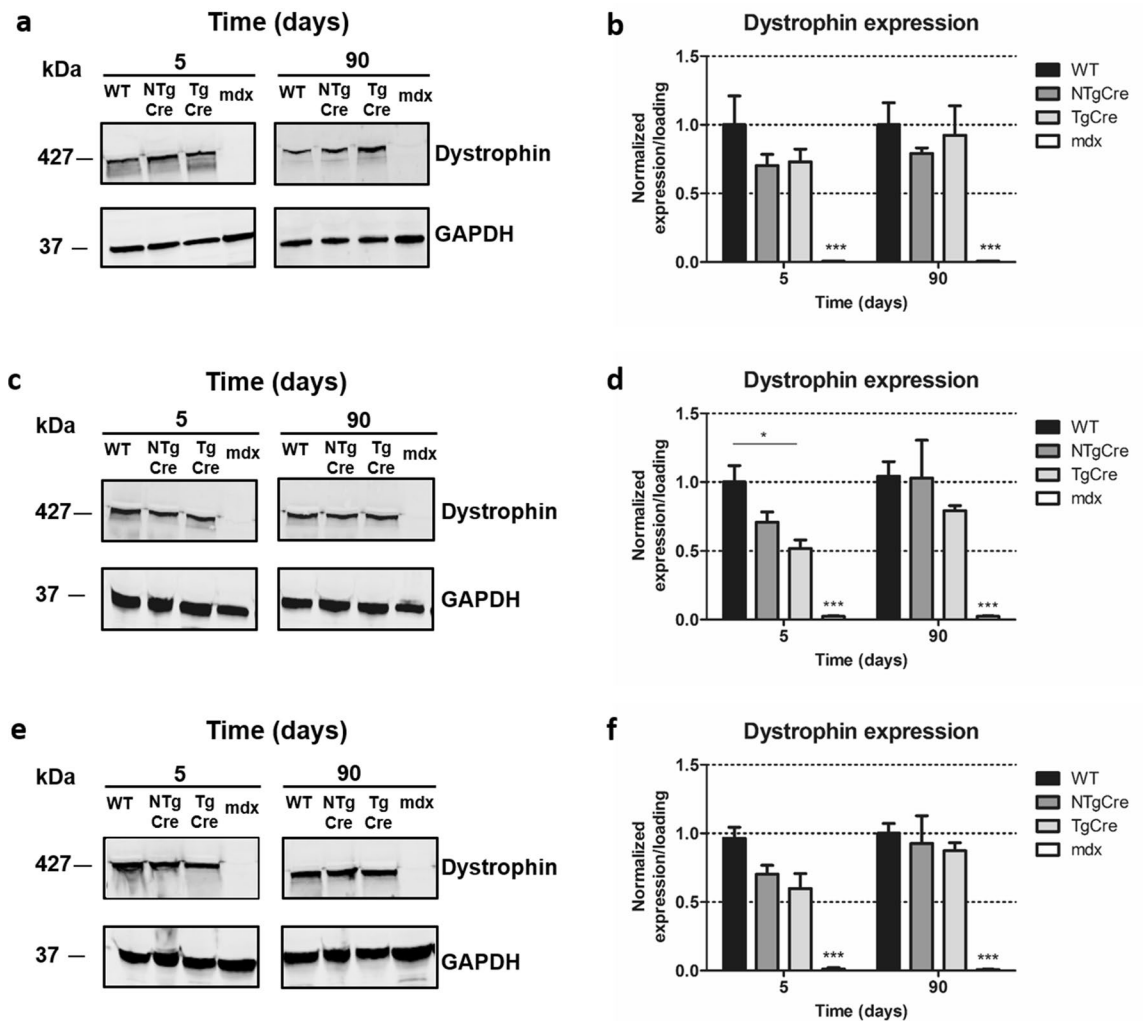 a
Time (days)
kDa
5
90
WT NTg Tg mdx
Cre Cre
WT NTg Tg mdx
Cre Cre
427
Dystrophin
37
GAPDH
b
Dystrophin expression
Normalized
expression/loading
1.5
1.0
0.5
0.0
***
***
5
90
Time (days)
WT
NTgCre
TgCre
mdx
c
Time (days)
kDa
5
90
WT NTg Tg mdx
Cre Cre
WT NTg Tg mdx
Cre Cre
427
Dystrophin
37
GAPDH
d
Dystrophin expression
Normalized
expression/loading
1.5
1.0
0.5
0.0
*
***
***
5
90
Time (days)
WT
NTgCre
TgCre
mdx
e
Time (days)
kDa
5
90
WT NTg Tg mdx
Cre Cre
WT NTg Tg mdx
Cre Cre
427
Dystrophin
37
GAPDH
f
Dystrophin expression
Normalized
expression/loading
1.5
1.0
0.5
0.0
***
***
5
90
Time (days)
WT
NTgCre
TgCre
mdx